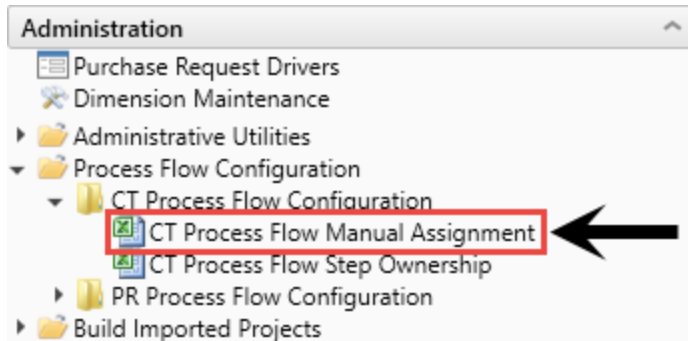 Administration
Purchase Request Drivers
Dimension Maintenance
Administrative Utilities
Process Flow Configuration
CT Process Flow Configuration
CT Process Flow Manual Assignment
CT Process Flow Step Ownership
PR Process Flow Configuration
Build Imported Projects